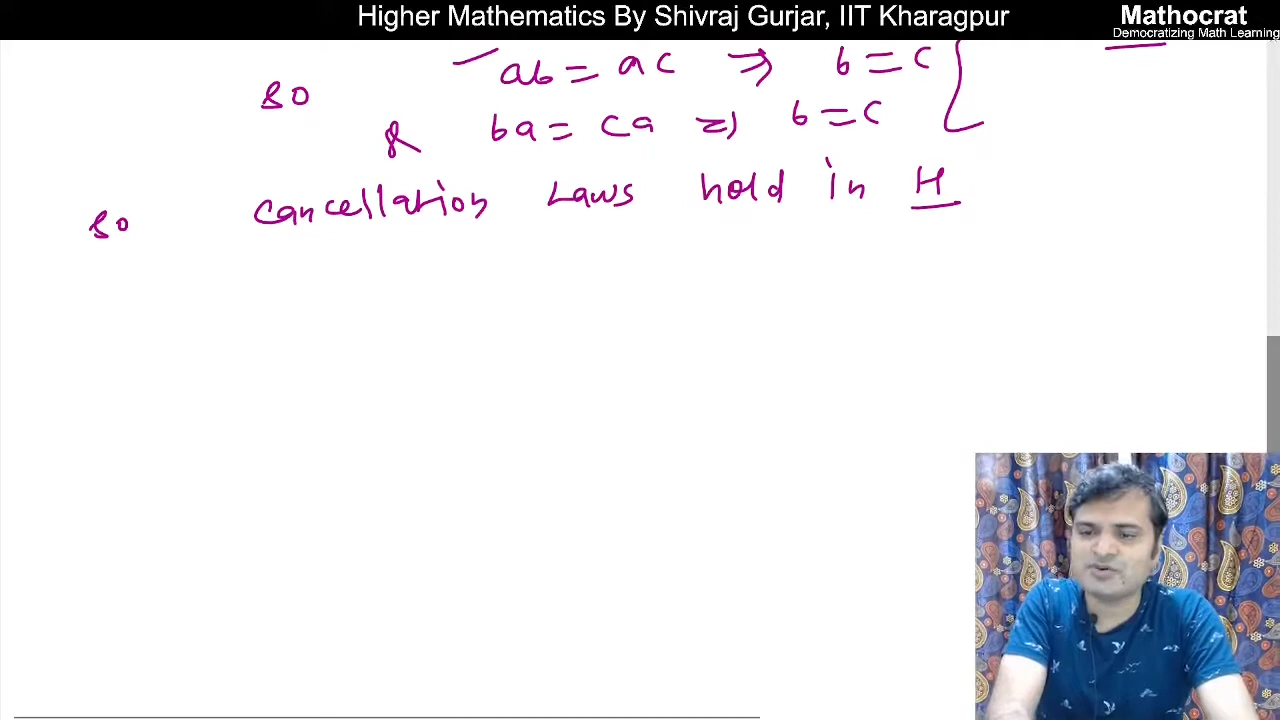 Higher Mathematics By Shivraj Gurjar, IIT Kharagpur
Mathocrat
Democratizing Math Learning
so ab = ac ⇒ b = c
& ba = ca ⇒ b = c
so cancellation Laws hold in H